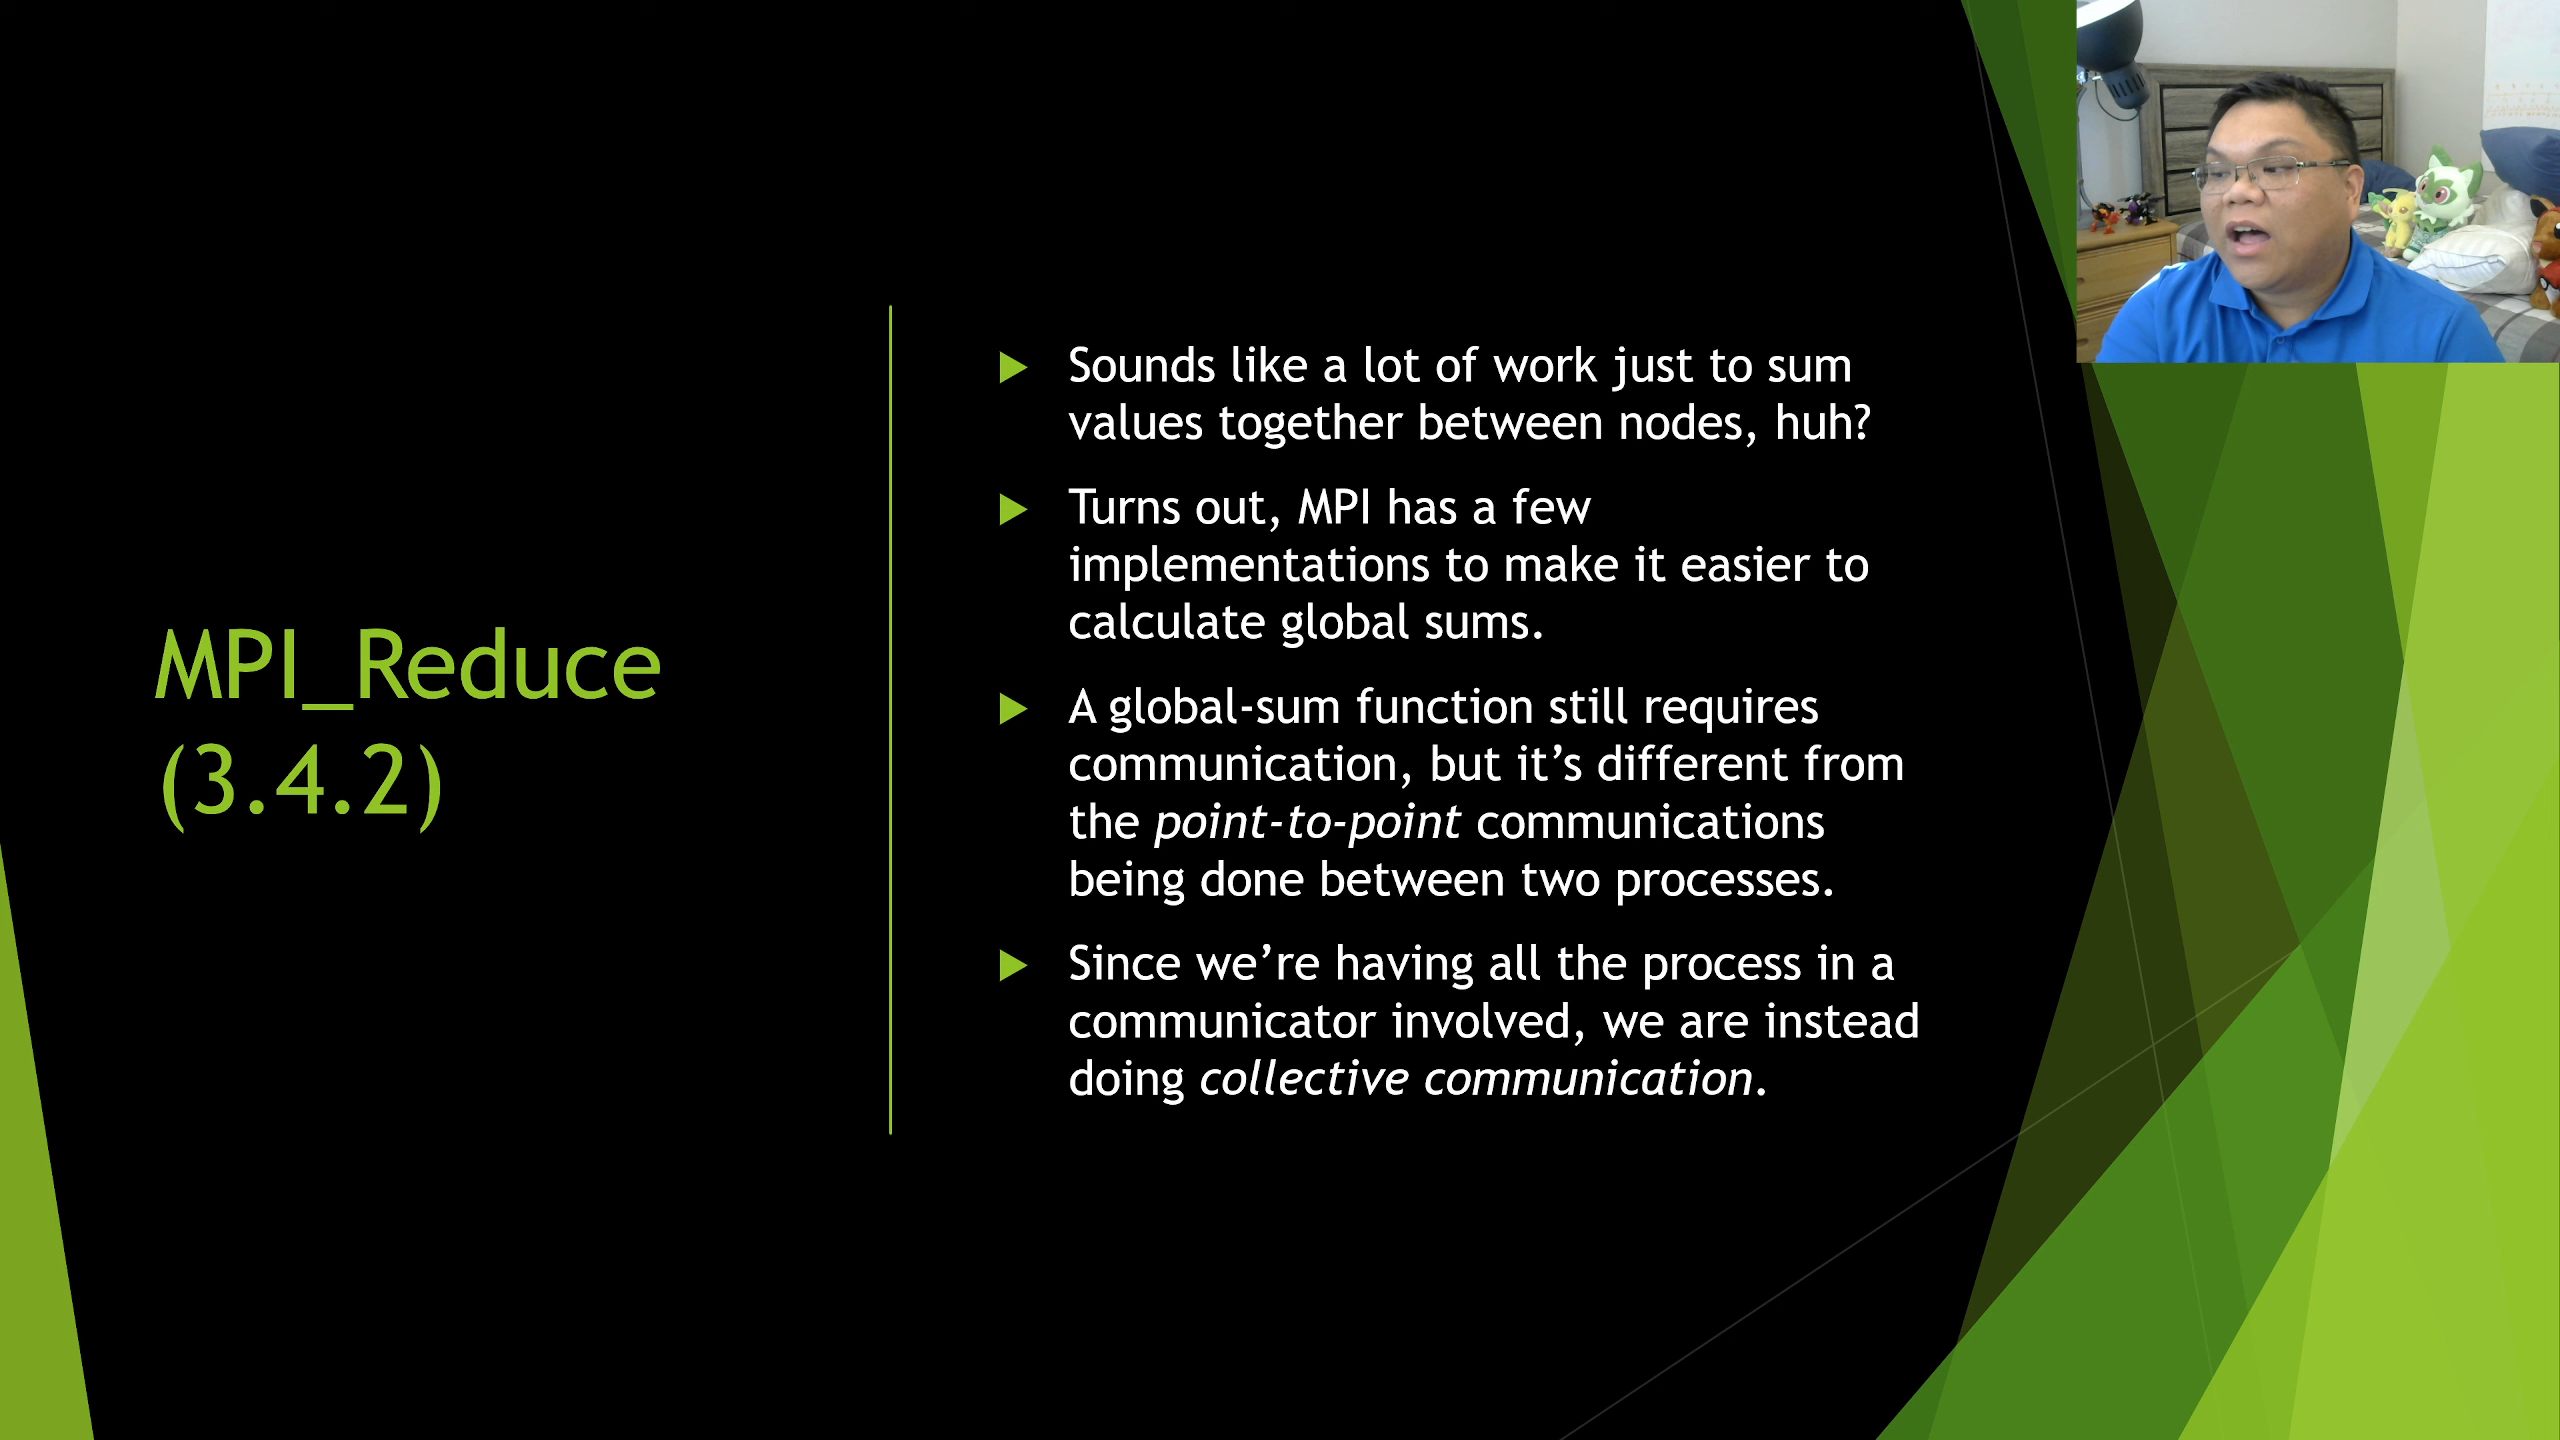 MPI_Reduce
(3.4.2)
Sounds like a lot of work just to sum
values together between nodes, huh?
Turns out, MPI has a few
implementations to make it easier to
calculate global sums.
A global-sum function still requires
communication, but it’s different from
the point-to-point communications
being done between two processes.
Since we’re having all the process in a
communicator involved, we are instead
doing collective communication.